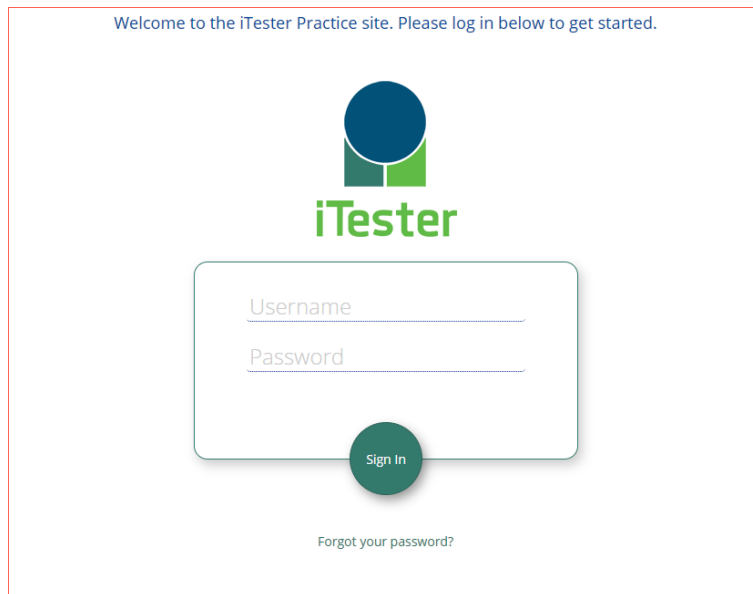 Welcome to the iTester Practice site. Please log in below to get started.
iTester
Username
Password
Sign In
Forgot your password?